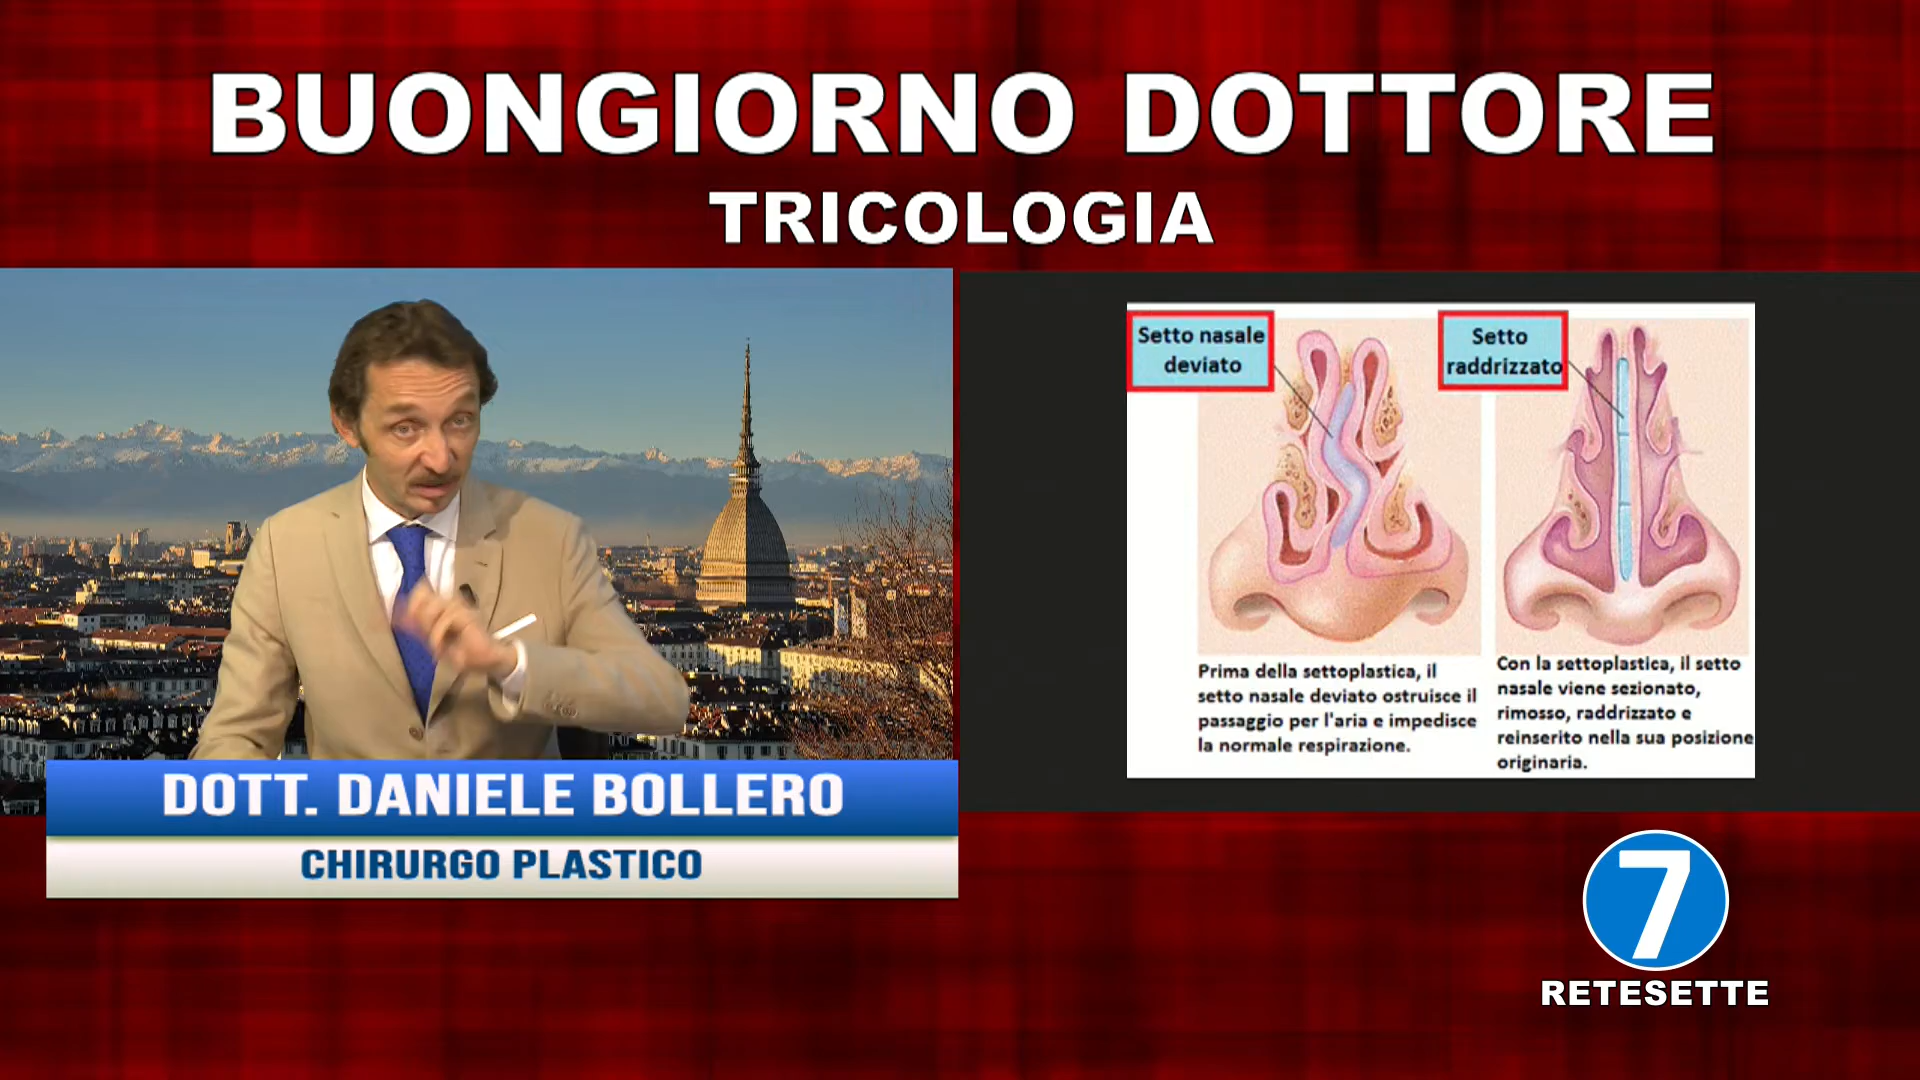 BUONGIORNO DOTTORE
TRICOLOGIA
Setto nasale
deviato
Setto
raddrizzato
Prima della settoplastica, il
setto nasale deviato ostruisce il
passaggio per l'aria e impedisce
la normale respirazione.
Con la settoplastica, il setto
nasale viene sezionato,
rimosso, raddrizzato e
reinserito nella sua posizione
originaria.
DOTT. DANIELE BOLLERO
CHIRURGO PLASTICO
7
RETESETTE